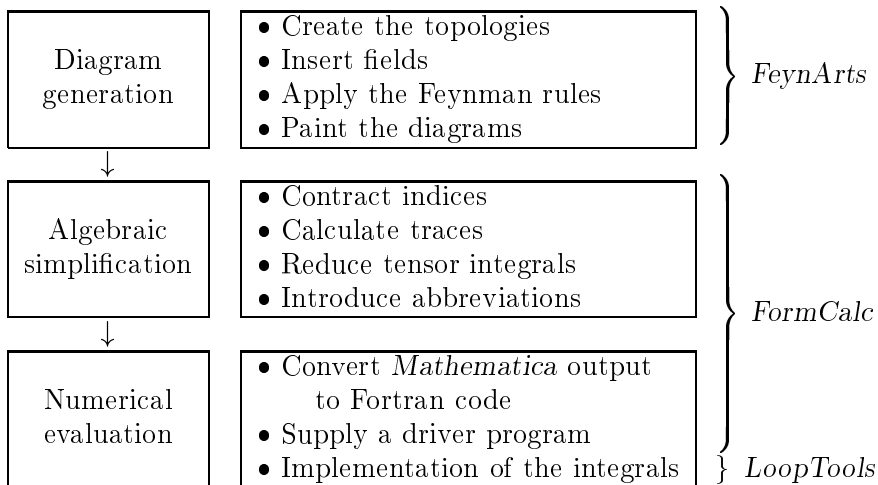 Diagram
generation
• Create the topologies
• Insert fields
• Apply the Feynman rules
• Paint the diagrams
} FeynArts
↓
Algebraic
simplification
• Contract indices
• Calculate traces
• Reduce tensor integrals
• Introduce abbreviations
} FormCalc
↓
Numerical
evaluation
• Convert Mathematica output
to Fortran code
• Supply a driver program
• Implementation of the integrals
} LoopTools